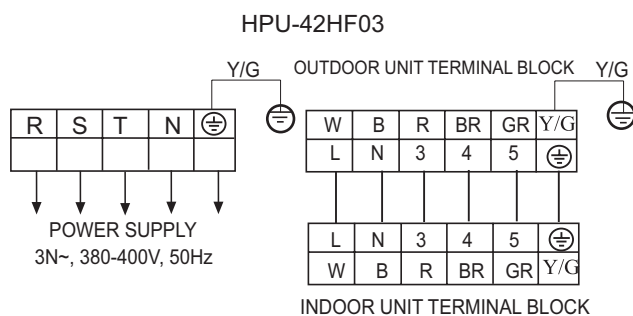 HPU-42HF03
Y/G
OUTDOOR UNIT TERMINAL BLOCK
Y/G
R S T N
W B R BR GR Y/G
L N 3 4 5
POWER SUPPLY
3N~, 380-400V, 50Hz
L N 3 4 5
W B R BR GR Y/G
INDOOR UNIT TERMINAL BLOCK